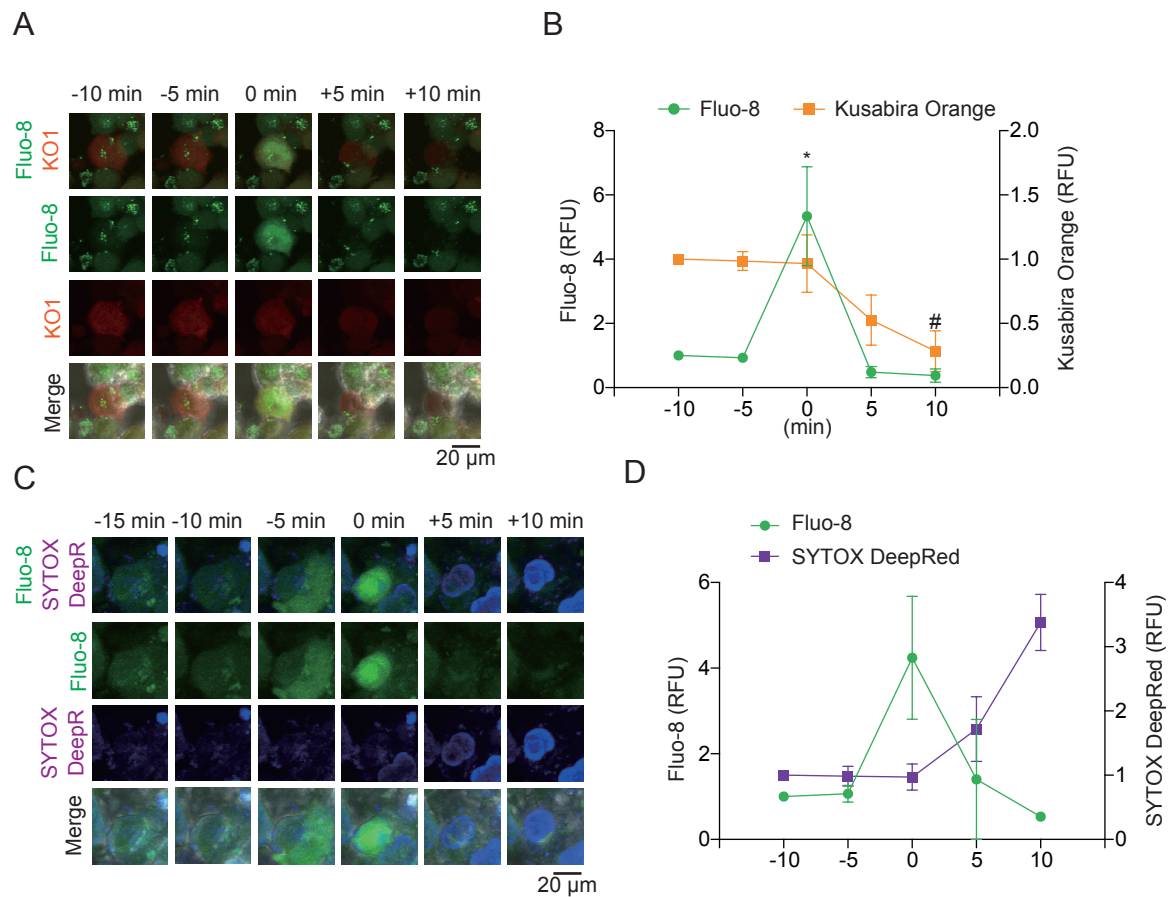 A
-10 min -5 min 0 min +5 min +10 min
Fluo-8
KO1
Fluo-8
KO1
Merge
20 µm
B
Fluo-8 Kusabira Orange
8
6
4
2
0
Fluo-8 (RFU)
2.0
1.5
1.0
0.5
0.0
Kusabira Orange (RFU)
*
#
-10 -5 0 5 10
(min)
C
-15 min -10 min -5 min 0 min +5 min +10 min
Fluo-8
SYTOX
DeepR
Fluo-8
SYTOX
DeepR
Merge
20 µm
D
Fluo-8
SYTOX DeepRed
6
4
2
0
Fluo-8 (RFU)
4
3
2
1
0
SYTOX DeepRed (RFU)
-10 -5 0 5 10